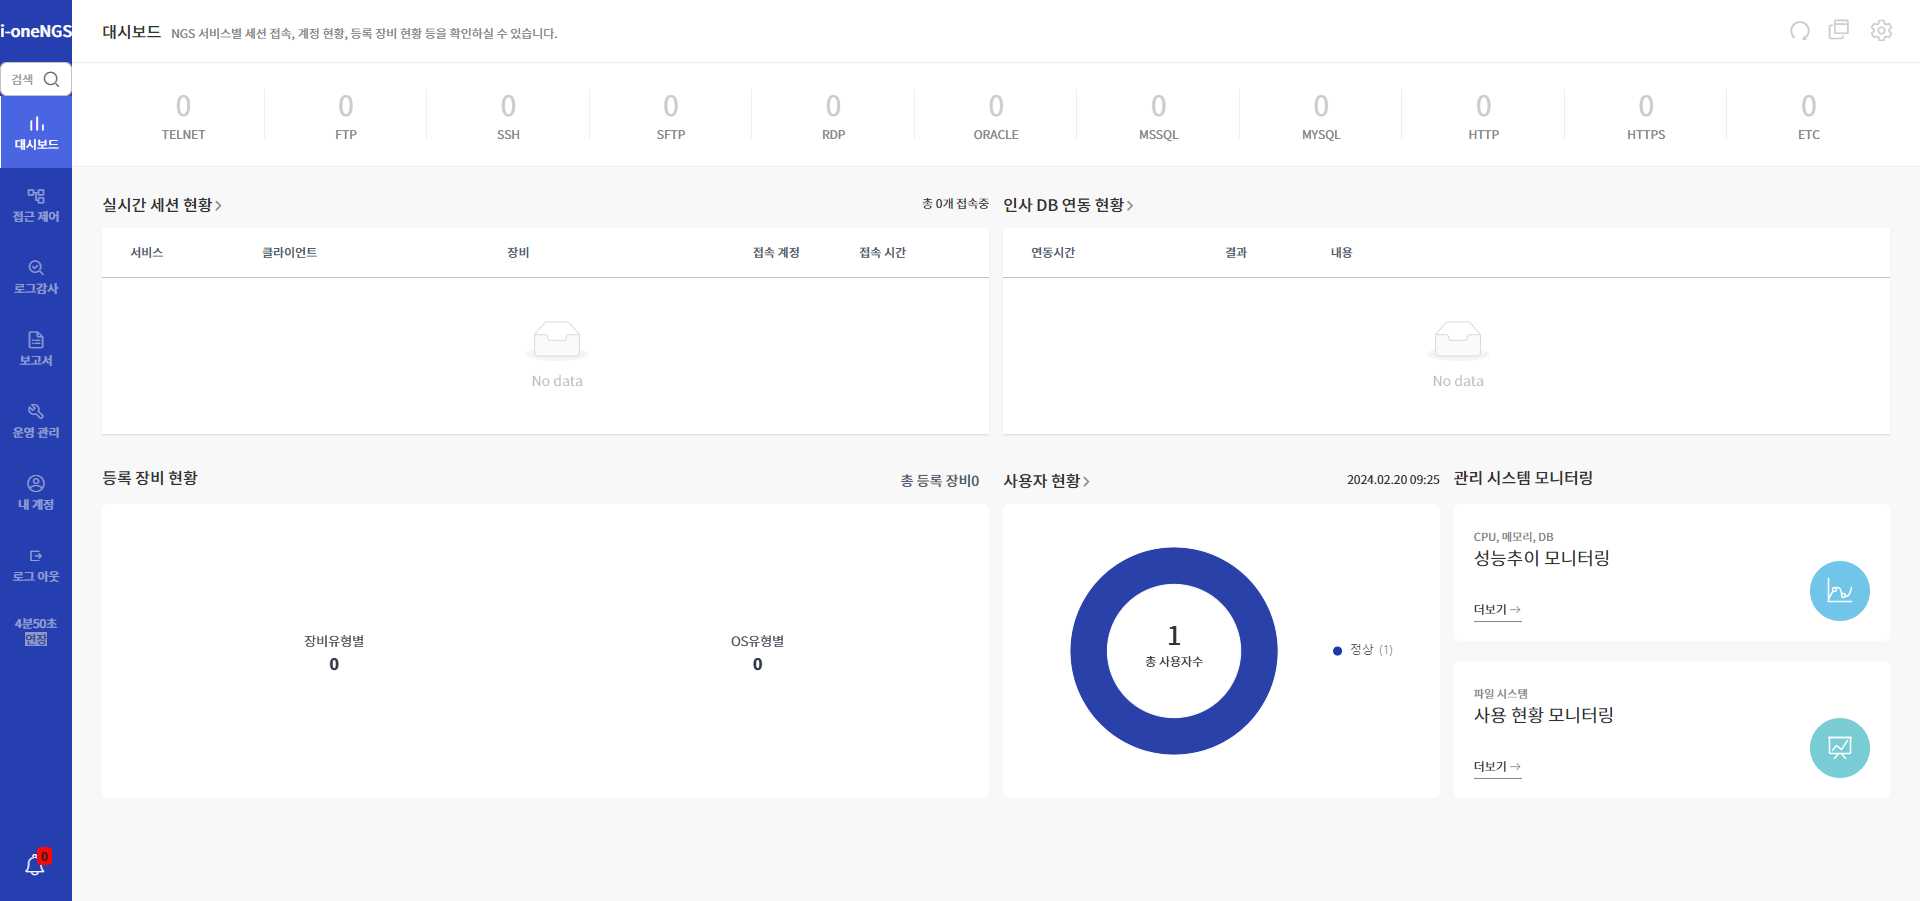 i-oneNGS
검색
대시보드
접근 제어
로그감사
보고서
운영 관리
내 계정
로그 아웃
4분50초
연장
0
대시보드 NGS 서비스별 세션 접속, 계정 현황, 등록 장비 현황 등을 확인하실 수 있습니다.
0 0 0 0 0 0 0 0 0 0 0
TELNET FTP SSH SFTP RDP ORACLE MSSQL MYSQL HTTP HTTPS ETC
실시간 세션 현황 총 0개 접속중
서비스 클라이언트 장비 접속 계정 접속 시간
No data
인사 DB 연동 현황
연동시간 결과 내용
No data
등록 장비 현황 총 등록 장비0
장비유형별 OS유형별
0 0
사용자 현황 2024.02.20 09:25
1
총 사용자수
정상 (1)
관리 시스템 모니터링
CPU, 메모리, DB
성능추이 모니터링
더보기
파일 시스템
사용 현황 모니터링
더보기